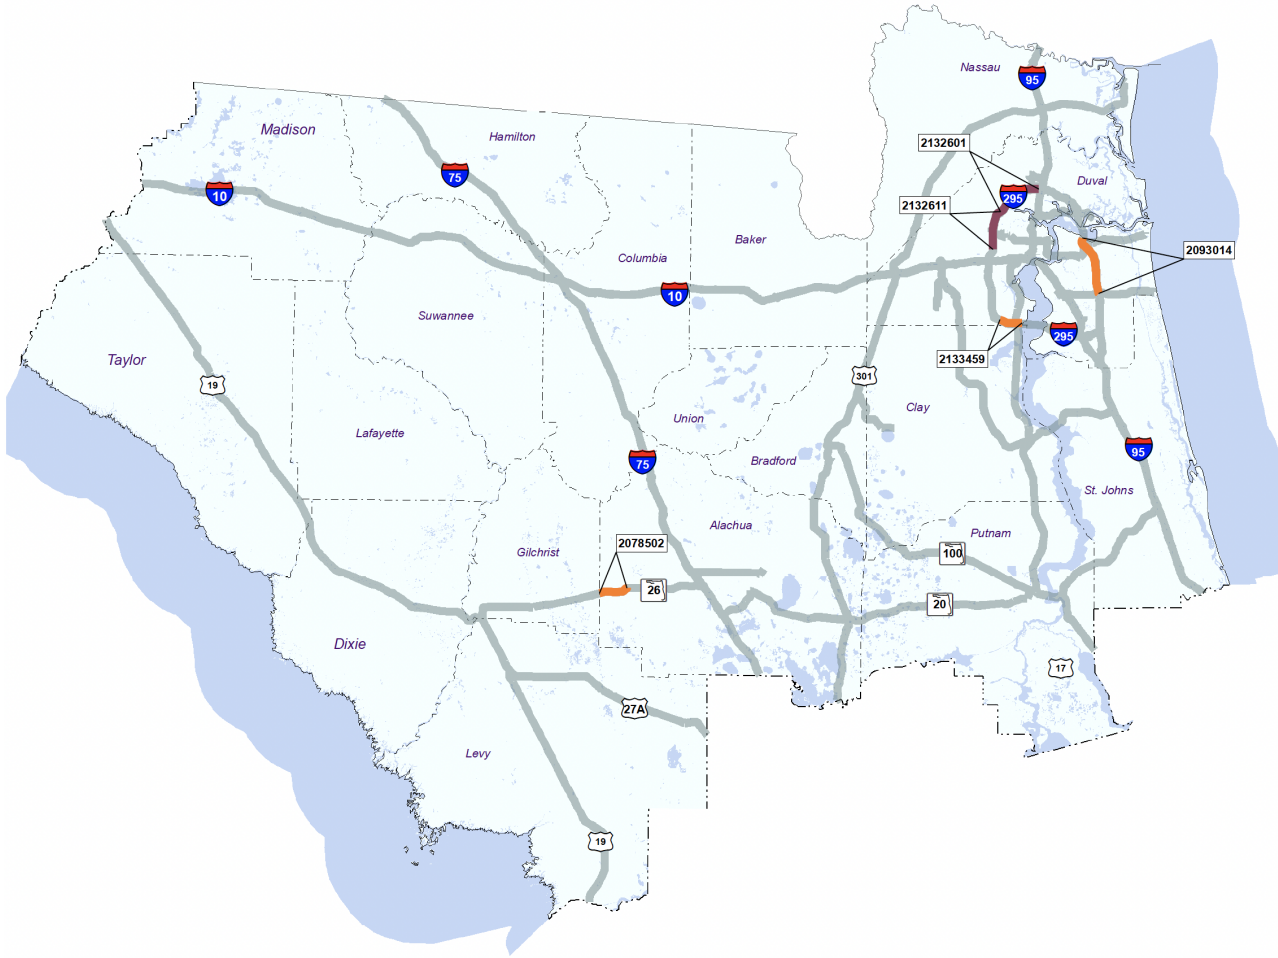 Nassau
95
Madison
Hamilton
2132601
75
Duval
10
295
2132611
Baker
2093014
Columbia
10
Suwannee
295
2133459
Taylor
19
301
Clay
Union
Lafayette
Bradford
75
95
St. Johns
Alachua
Putnam
2078502
Gilchrist
100
26
20
Dixie
17
27A
Levy
19